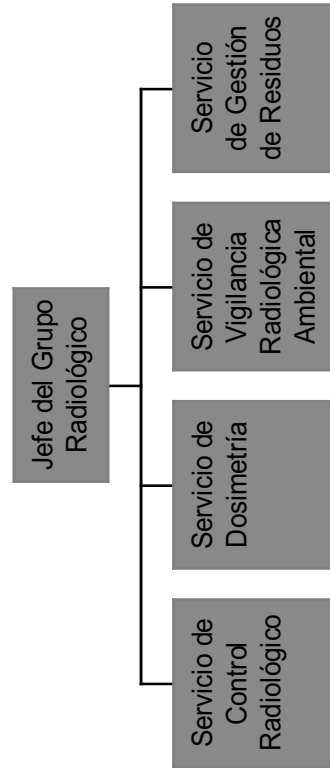 Jefe del Grupo
Radiológico
Servicio de
Control
Radiológico
Servicio de
Dosimetría
Servicio de
Vigilancia
Radiológica
Ambiental
Servicio
de Gestión
de Residuos